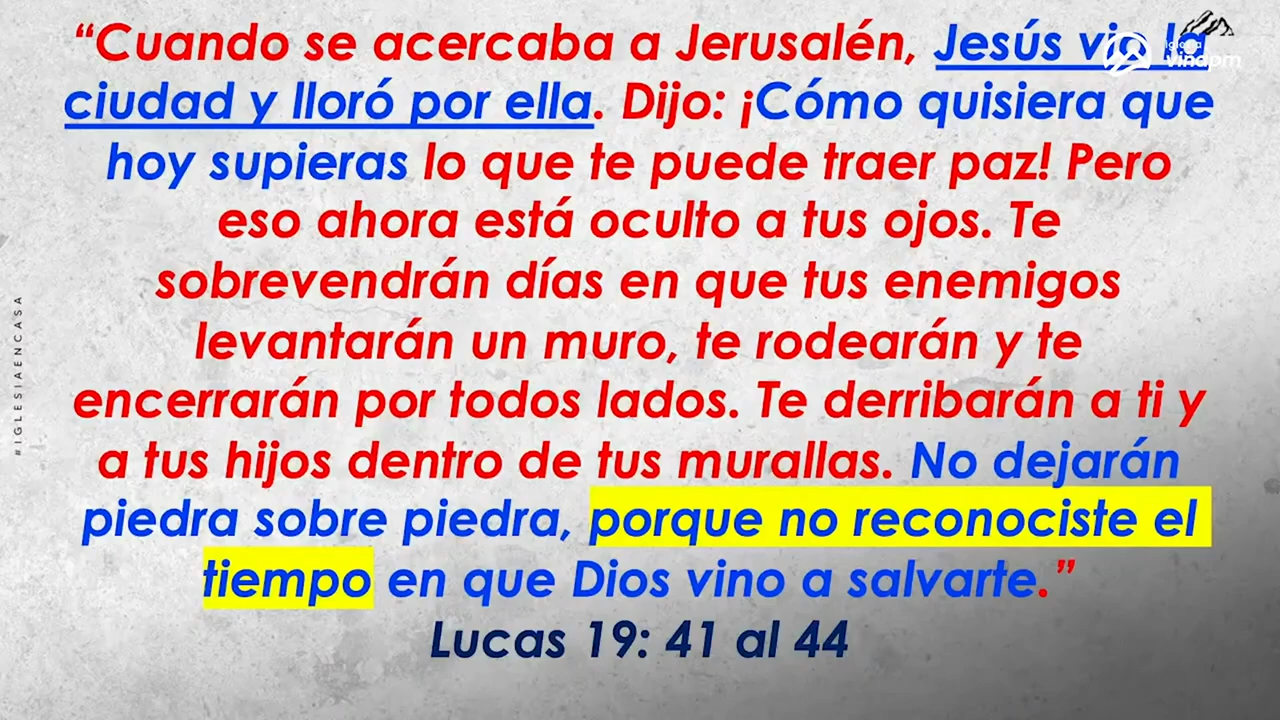 “Cuando se acercaba a Jerusalén, Jesús vio la
ciudad y lloró por ella. Dijo: ¡Cómo quisiera que
hoy supieras lo que te puede traer paz! Pero
eso ahora está oculto a tus ojos. Te
sobrevendrán días en que tus enemigos
levantarán un muro, te rodearán y te
encerrarán por todos lados. Te derribarán a ti y
a tus hijos dentro de tus murallas. No dejarán
piedra sobre piedra, porque no reconociste el
tiempo en que Dios vino a salvarte.”
Lucas 19: 41 al 44
#IGLESIAENCASA
Iglesia
vinapm